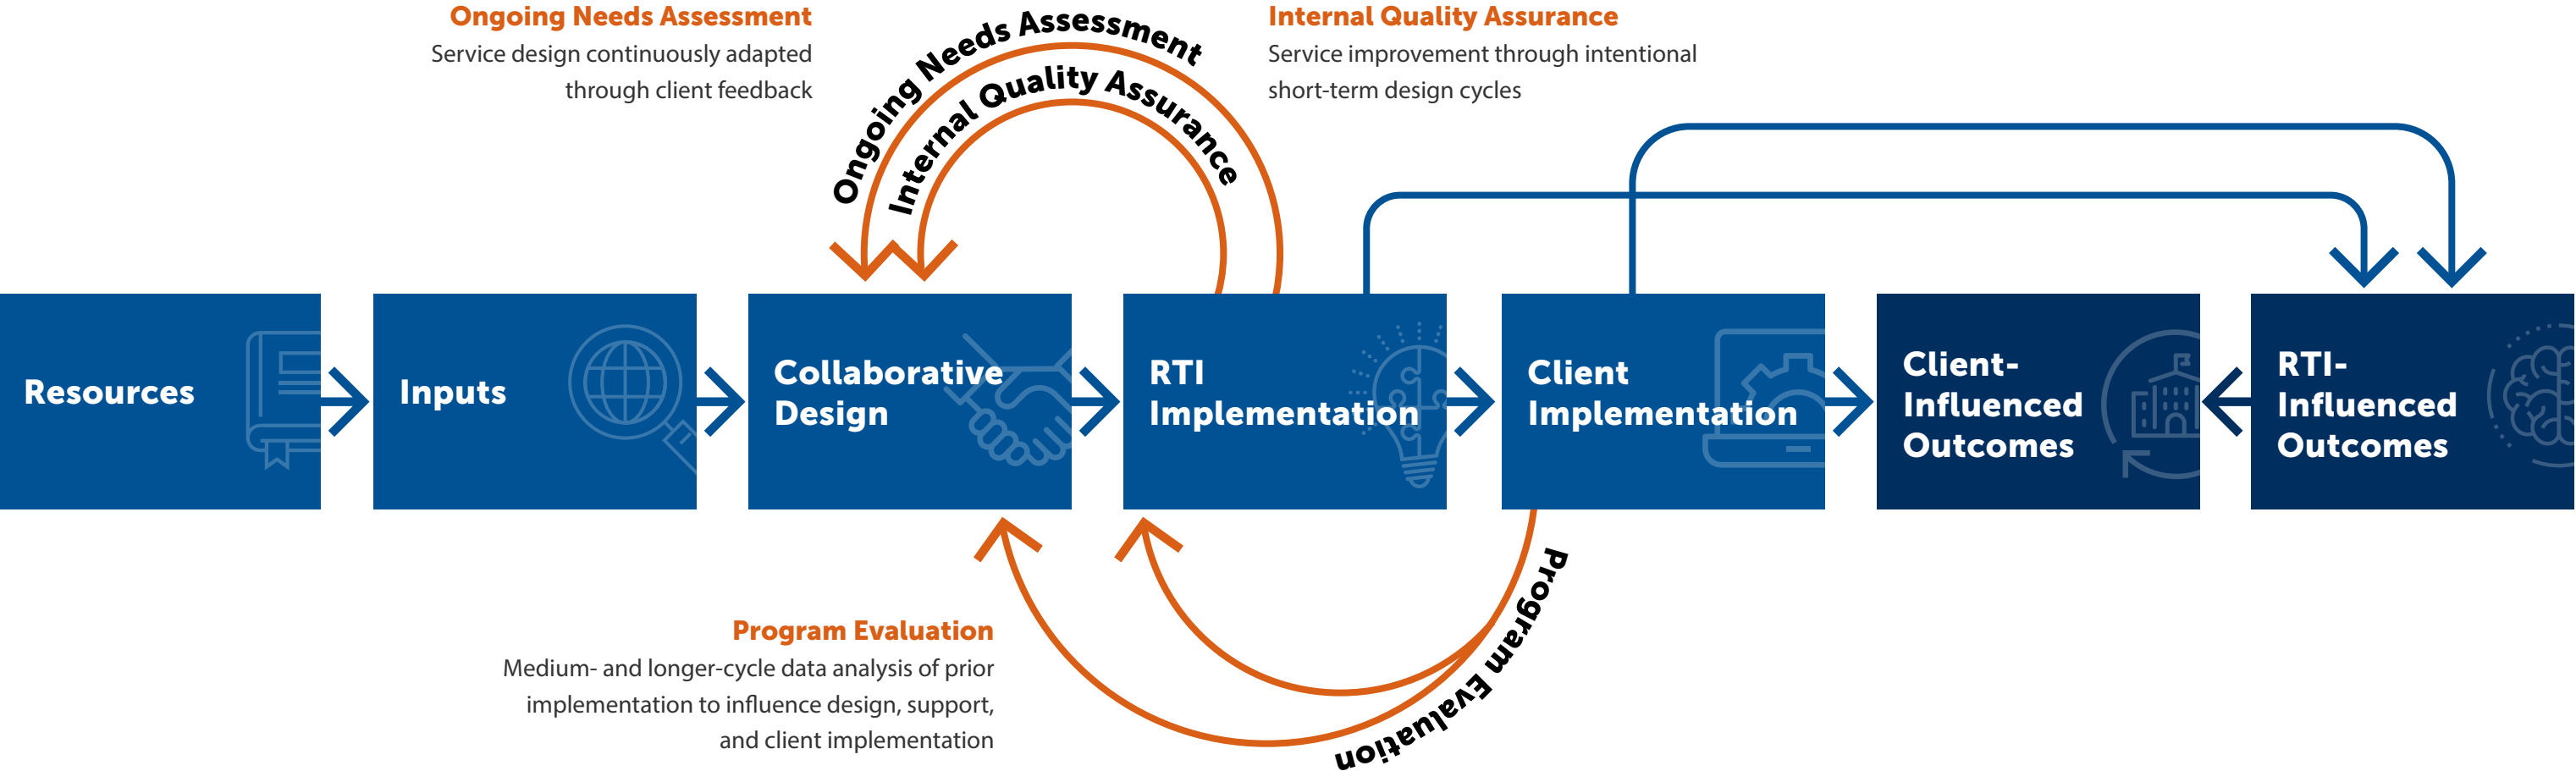 Ongoing Needs Assessment
Service design continuously adapted
through client feedback
Ongoing Needs Assessment
Internal Quality Assurance
Internal Quality Assurance
Service improvement through intentional
short-term design cycles
Resources
Inputs
Collaborative
Design
RTI
Implementation
Client
Implementation
Client-
Influenced
Outcomes
RTI-
Influenced
Outcomes
Program Evaluation
Medium- and longer-cycle data analysis of prior
implementation to influence design, support,
and client implementation
Program Evaluation